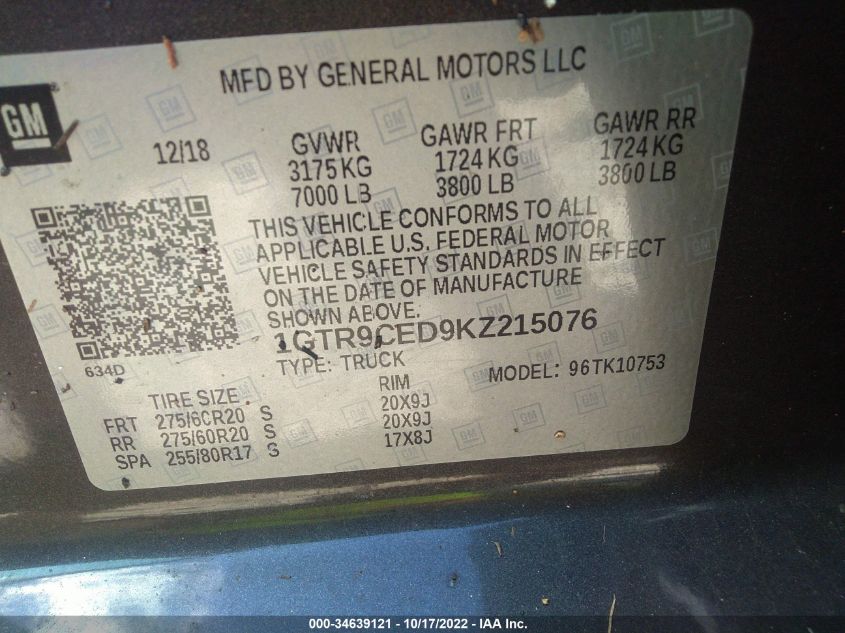 MFD BY GENERAL MOTORS LLC
GM
12/18
GVWR
3175 KG
7000 LB
GAWR FRT
1724 KG
3800 LB
GAWR RR
1724 KG
3800 LB
THIS VEHICLE CONFORMS TO ALL
APPLICABLE U.S. FEDERAL MOTOR
VEHICLE SAFETY STANDARDS IN EFFECT
ON THE DATE OF MANUFACTURE
SHOWN ABOVE.
1GTR9CED9KZ215076
634D
TYPE: TRUCK
MODEL: 96TK10753
TIRE SIZE RIM
FRT 275/60R20 S 20X9J
RR 275/60R20 S 20X9J
SPA 255/80R17 S 17X8J
000-34639121 - 10/17/2022 - IAA Inc.